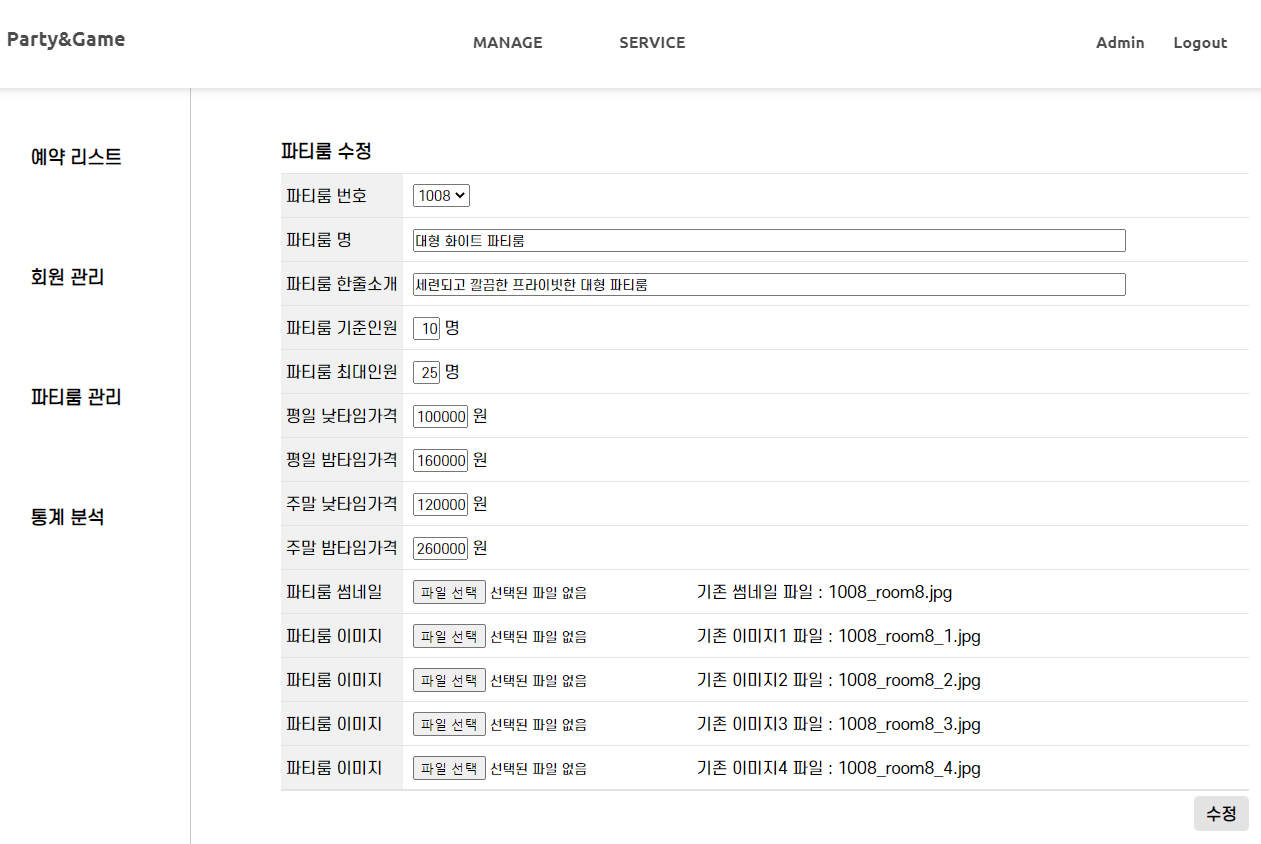 Party&Game MANAGE SERVICE Admin Logout
예약 리스트
회원 관리
파티룸 관리
통계 분석
파티룸 수정
파티룸 번호 1008
파티룸 명 대형 화이트 파티룸
파티룸 한줄소개 세련되고 깔끔한 프라이빗한 대형 파티룸
파티룸 기준인원 10 명
파티룸 최대인원 25 명
평일 낮타임가격 100000 원
평일 밤타임가격 160000 원
주말 낮타임가격 120000 원
주말 밤타임가격 260000 원
파티룸 썸네일 파일 선택 선택된 파일 없음 기존 썸네일 파일 : 1008_room8.jpg
파티룸 이미지 파일 선택 선택된 파일 없음 기존 이미지1 파일 : 1008_room8_1.jpg
파티룸 이미지 파일 선택 선택된 파일 없음 기존 이미지2 파일 : 1008_room8_2.jpg
파티룸 이미지 파일 선택 선택된 파일 없음 기존 이미지3 파일 : 1008_room8_3.jpg
파티룸 이미지 파일 선택 선택된 파일 없음 기존 이미지4 파일 : 1008_room8_4.jpg
수정